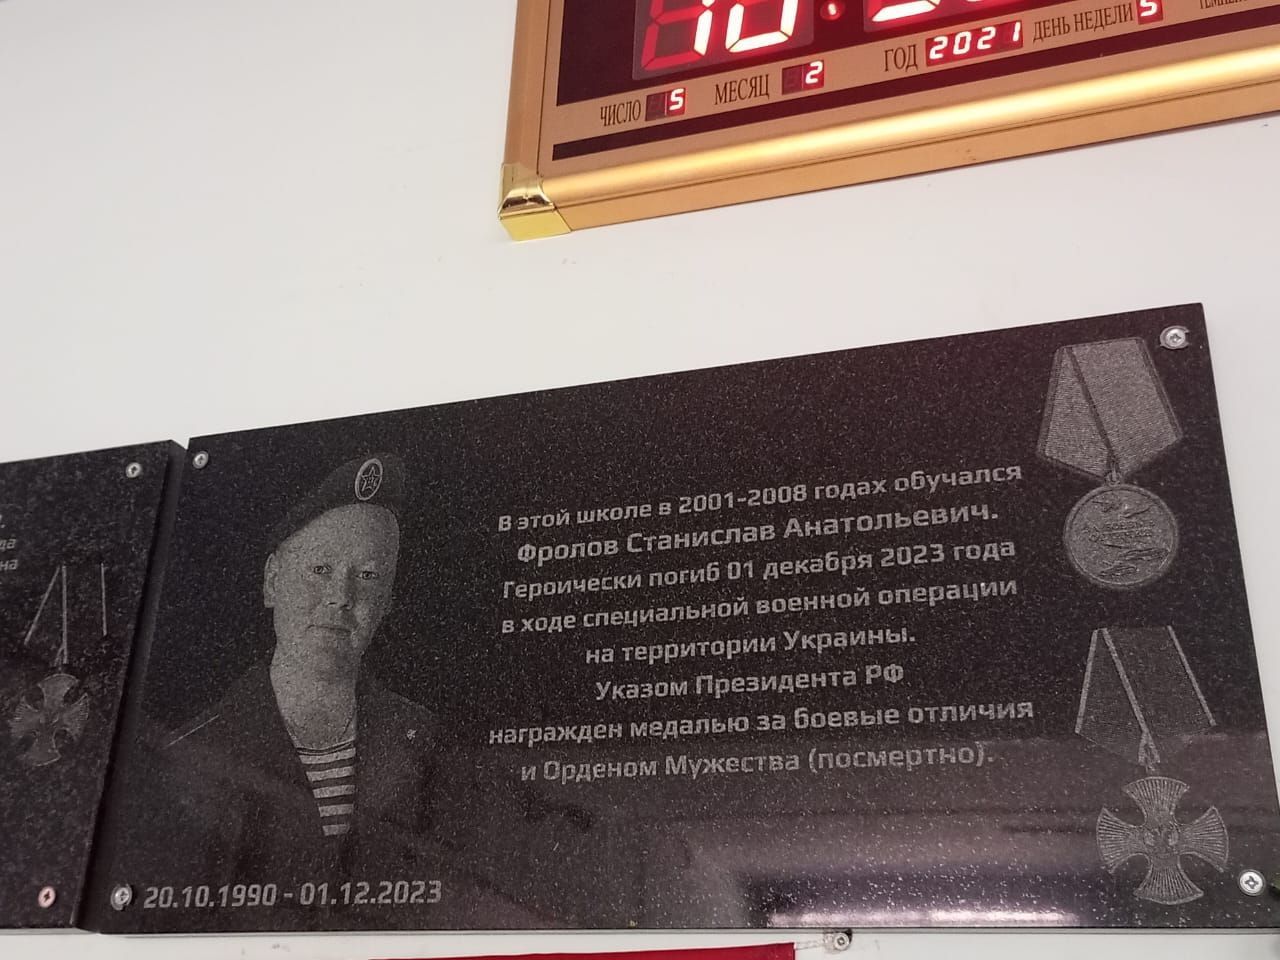 10:
ЧИСЛО 5 МЕСЯЦ 2 ГОД 2021 ДЕНЬ НЕДЕЛИ 5
В этой школе в 2001-2008 годах обучался
Фролов Станислав Анатольевич.
Героически погиб 01 декабря 2023 года
в ходе специальной военной операции
на территории Украины.
Указом Президента РФ
награжден медалью за боевые отличия
и Орденом Мужества (посмертно).
20.10.1990 - 01.12.2023